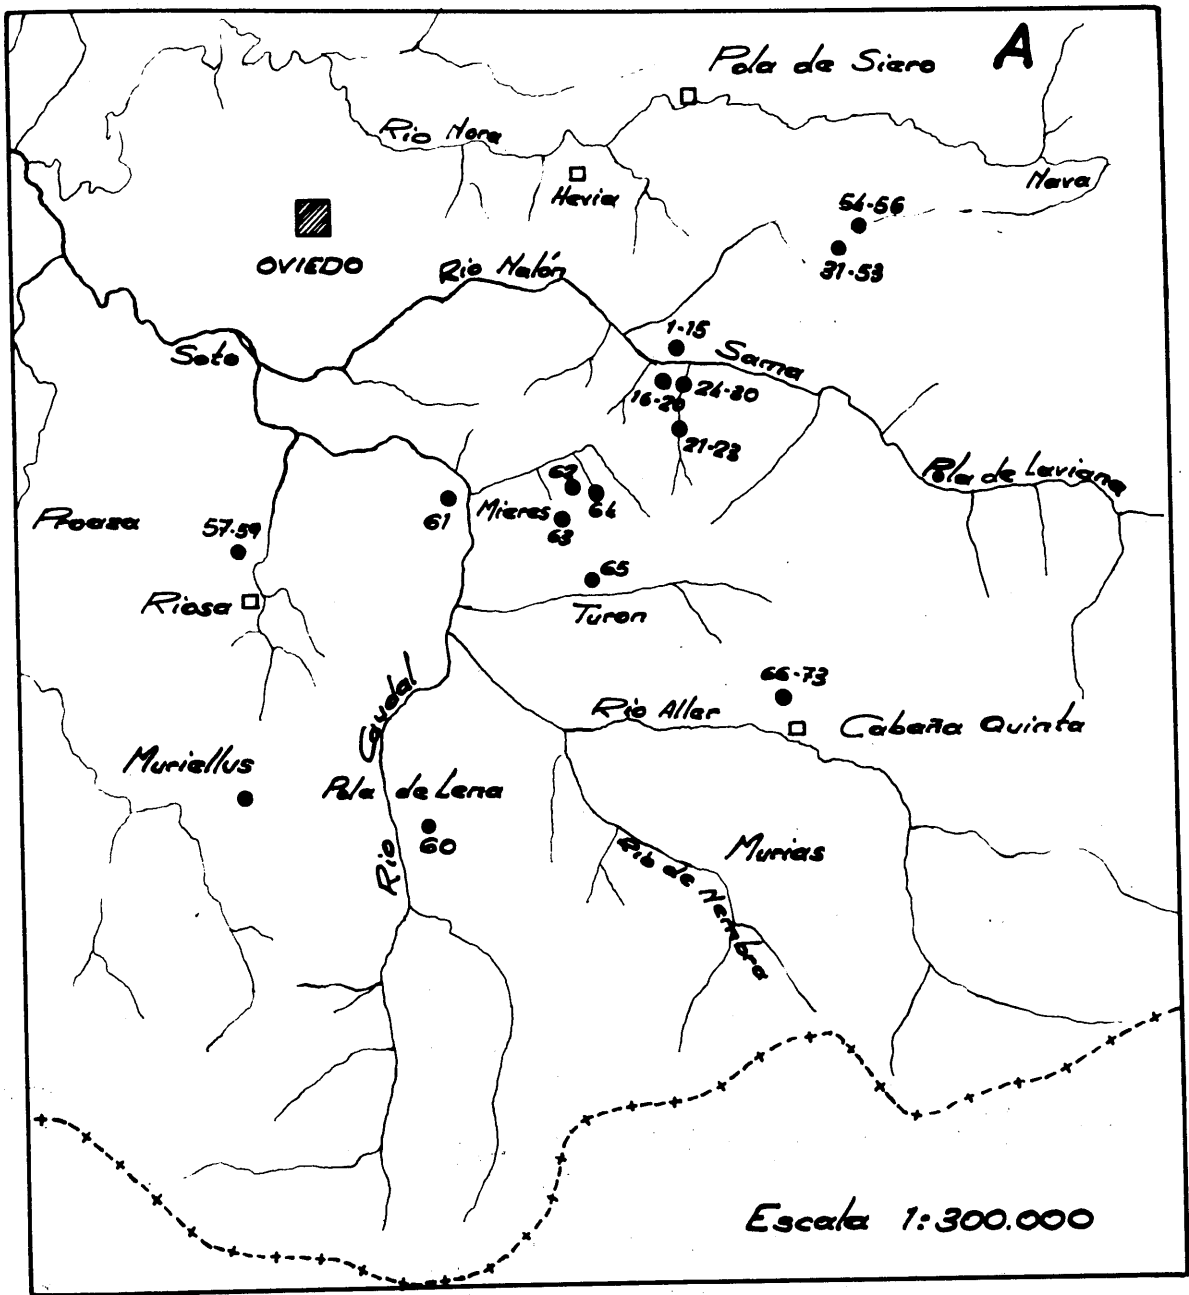 A
Pola de Siero
Rio Nora
Hevia
Nava
54-56
31-53
OVIEDO
Rio Nalón
1-15
Soto
Sama
16-20
24-30
21-23
Pola de Laviana
62
61
Mieres
64
63
Proaza
57-59
65
Riosa
Turon
66-73
Rio Aller
Cabaña Quinta
Rio Caudal
Muriellus
Pola de Lena
60
Murias
Rio de Nembra
Escala 1:300.000